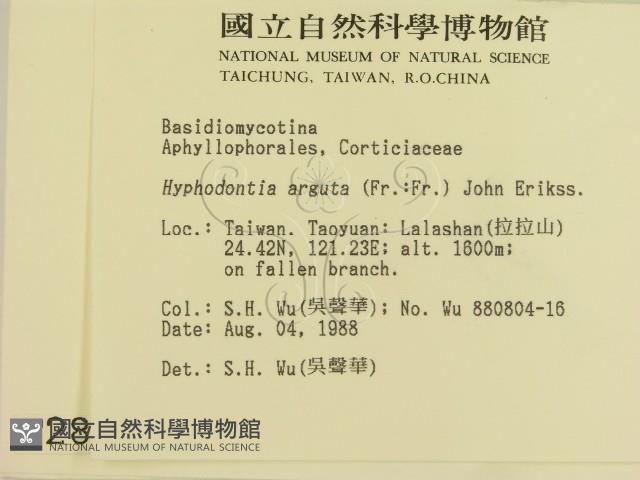 國立自然科學博物館
NATIONAL MUSEUM OF NATURAL SCIENCE
TAICHUNG, TAIWAN, R.O.CHINA
Basidiomycotina
Aphyllophorales, Corticiaceae
Hyphodontia arguta (Fr.:Fr.) John Erikss.
Loc.: Taiwan. Taoyuan: Lalashan(拉拉山)
24.42N, 121.23E; alt. 1600m;
on fallen branch.
Col.: S.H. Wu(吳聲華); No. Wu 880804-16
Date: Aug. 04, 1988
Det.: S.H. Wu(吳聲華)
28
國立自然科學博物館
NATIONAL MUSEUM OF NATURAL SCIENCE